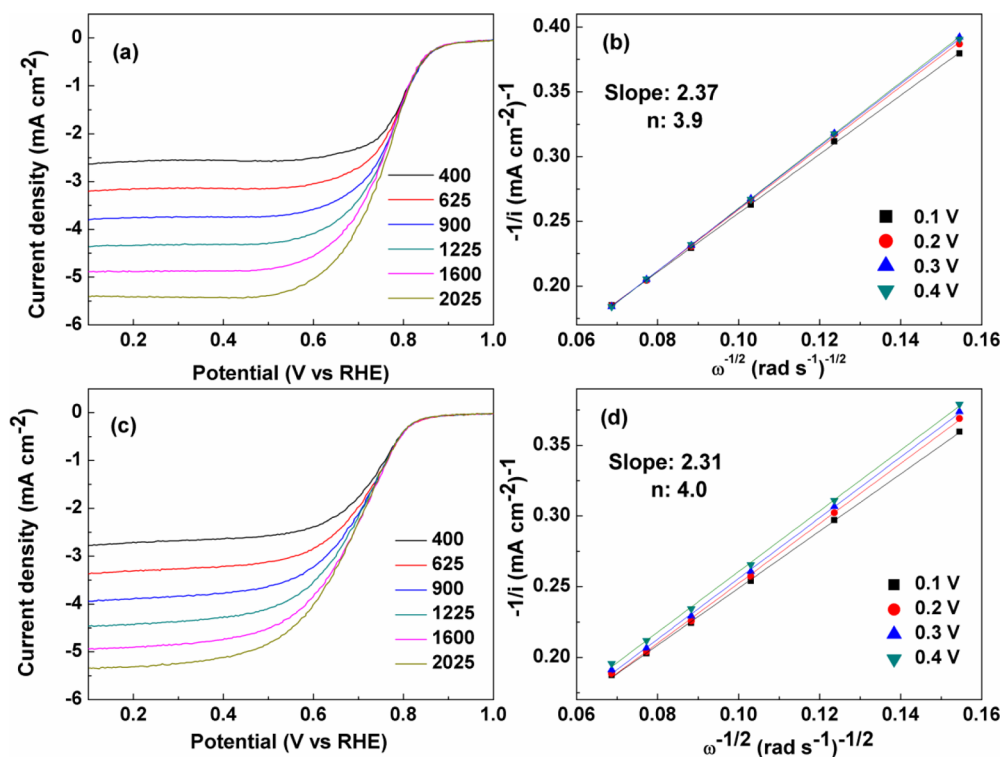 (a)
Current density (mA cm⁻²)
0
-1
-2
-3
-4
-5
-6
400
625
900
1225
1600
2025
0.2
0.4
0.6
0.8
1.0
Potential (V vs RHE)
(b)
-1/i (mA cm⁻²)⁻¹
0.40
0.35
0.30
0.25
0.20
Slope: 2.37
n: 3.9
0.1 V
0.2 V
0.3 V
0.4 V
0.06
0.08
0.10
0.12
0.14
0.16
ω⁻¹/² (rad s⁻¹)⁻¹/²
(c)
Current density (mA cm⁻²)
0
-1
-2
-3
-4
-5
-6
400
625
900
1225
1600
2025
0.2
0.4
0.6
0.8
1.0
Potential (V vs RHE)
(d)
-1/i (mA cm⁻²)⁻¹
0.35
0.30
0.25
0.20
Slope: 2.31
n: 4.0
0.1 V
0.2 V
0.3 V
0.4 V
0.06
0.08
0.10
0.12
0.14
0.16
ω⁻¹/² (rad s⁻¹)⁻¹/²